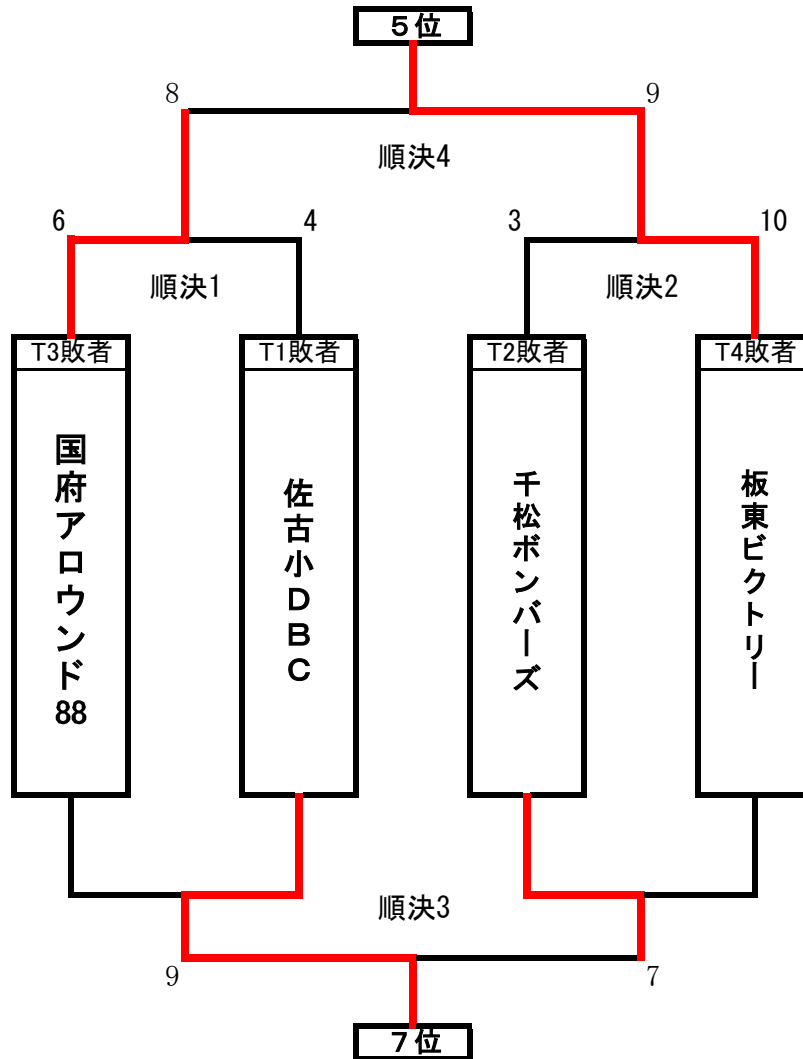 ５位
8
9
順決4
6
4
3
10
順決1
順決2
T3敗者
T1敗者
T2敗者
T4敗者
国府アロウンド88
佐古小ＤＢＣ
千松ボンバーズ
板東ビクトリー
順決3
9
7
７位